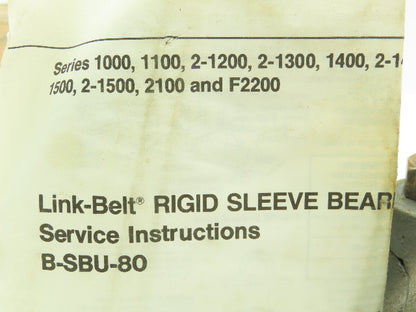 Series 1000, 1100, 2-1200, 2-1300, 1400, 2-14
1500, 2-1500, 2100 and F2200
Link-Belt® RIGID SLEEVE BEAR
Service Instructions
B-SBU-80